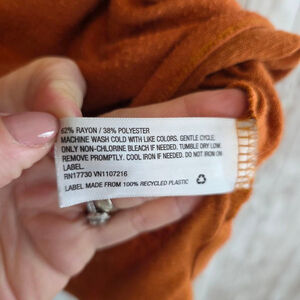 62% RAYON / 38% POLYESTER
MACHINE WASH COLD WITH LIKE COLORS. GENTLE CYCLE.
ONLY NON-CHLORINE BLEACH IF NEEDED. TUMBLE DRY LOW.
REMOVE PROMPTLY. COOL IRON IF NEEDED. DO NOT IRON ON
LABEL.
RN17730 VN1107216
LABEL MADE FROM 100% RECYCLED PLASTIC